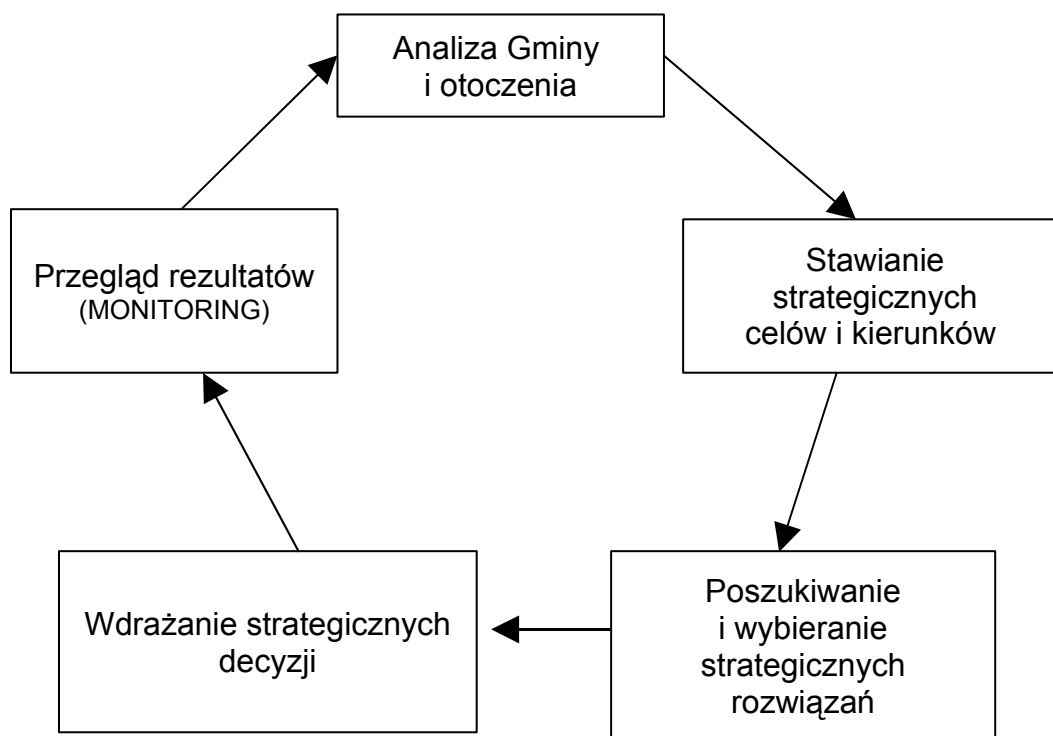 Analiza Gminy
i otoczenia
Stawianie
strategicznych
celów i kierunków
Poszukiwanie
i wybieranie
strategicznych
rozwiązań
Wdrażanie strategicznych
decyzji
Przegląd rezultatów
(MONITORING)